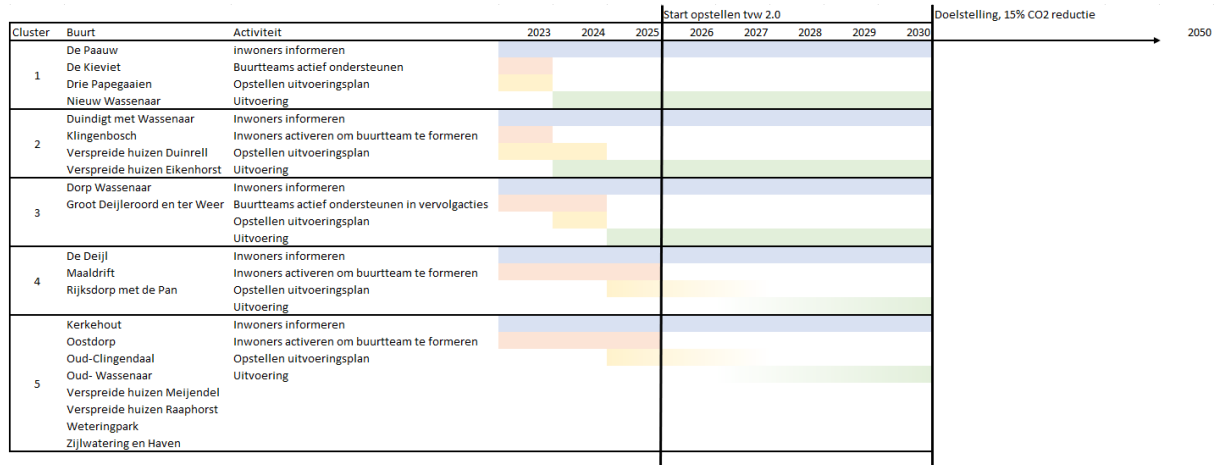 Start opstellen tvw 2.0 Doelstelling, 15% CO2 reductie
Cluster Buurt Activiteit 2023 2024 2025 2026 2027 2028 2029 2030 2050
De Paauw inwoners informeren
De Kieviet Buurtteams actief ondersteunen
1
Drie Papegaaien Opstellen uitvoeringsplan
Nieuw Wassenaar Uitvoering
Duindigt met Wassenaar Inwoners informeren
Klingenbosch Inwoners activeren om buurtteam te formeren
2
Verspreide huizen Duinrell Opstellen uitvoeringsplan
Verspreide huizen Eikenhorst Uitvoering
Dorp Wassenaar Inwoners informeren
Groot Deijleroord en ter Weer Buurtteams actief ondersteunen in vervolgacties
3
Opstellen uitvoeringsplan
Uitvoering
De Deijl Inwoners informeren
Maaldrift Inwoners activeren om buurtteam te formeren
4
Rijksdorp met de Pan Opstellen uitvoeringsplan
Uitvoering
Kerkehout Inwoners informeren
Oostdorp Inwoners activeren om buurtteam te formeren
Oud-Clingendaal Opstellen uitvoeringsplan
Oud- Wassenaar Uitvoering
5
Verspreide huizen Meijendel
Verspreide huizen Raaphorst
Weteringpark
Zijlwatering en Haven